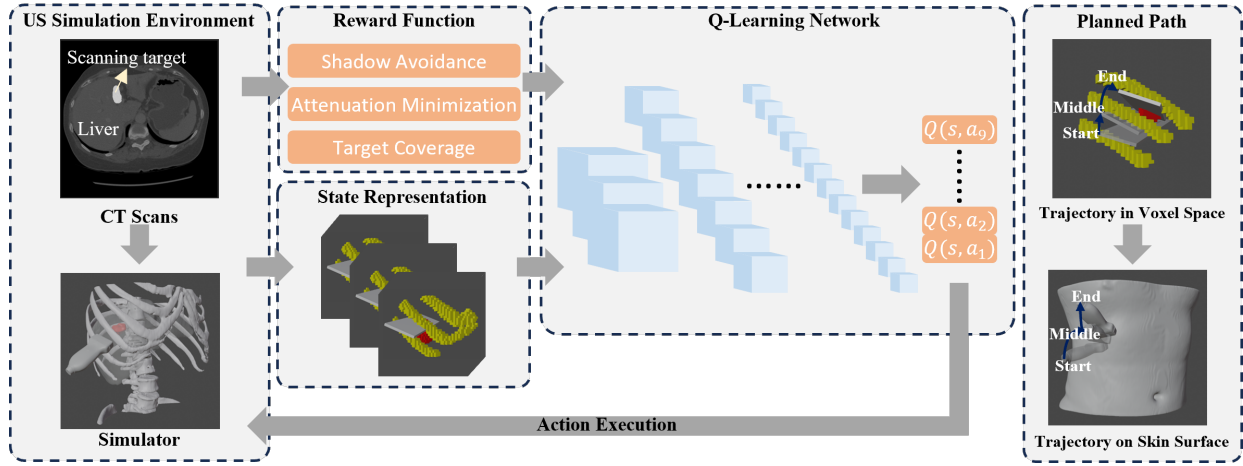 US Simulation Environment
Scanning target
Liver
CT Scans
Simulator
Reward Function
Shadow Avoidance
Attenuation Minimization
Target Coverage
State Representation
Q-Learning Network
......
Q(s, a₉)
Q(s, a₂)
Q(s, a₁)
Action Execution
Planned Path
End
Middle
Start
Trajectory in Voxel Space
End
Middle
Start
Trajectory on Skin Surface